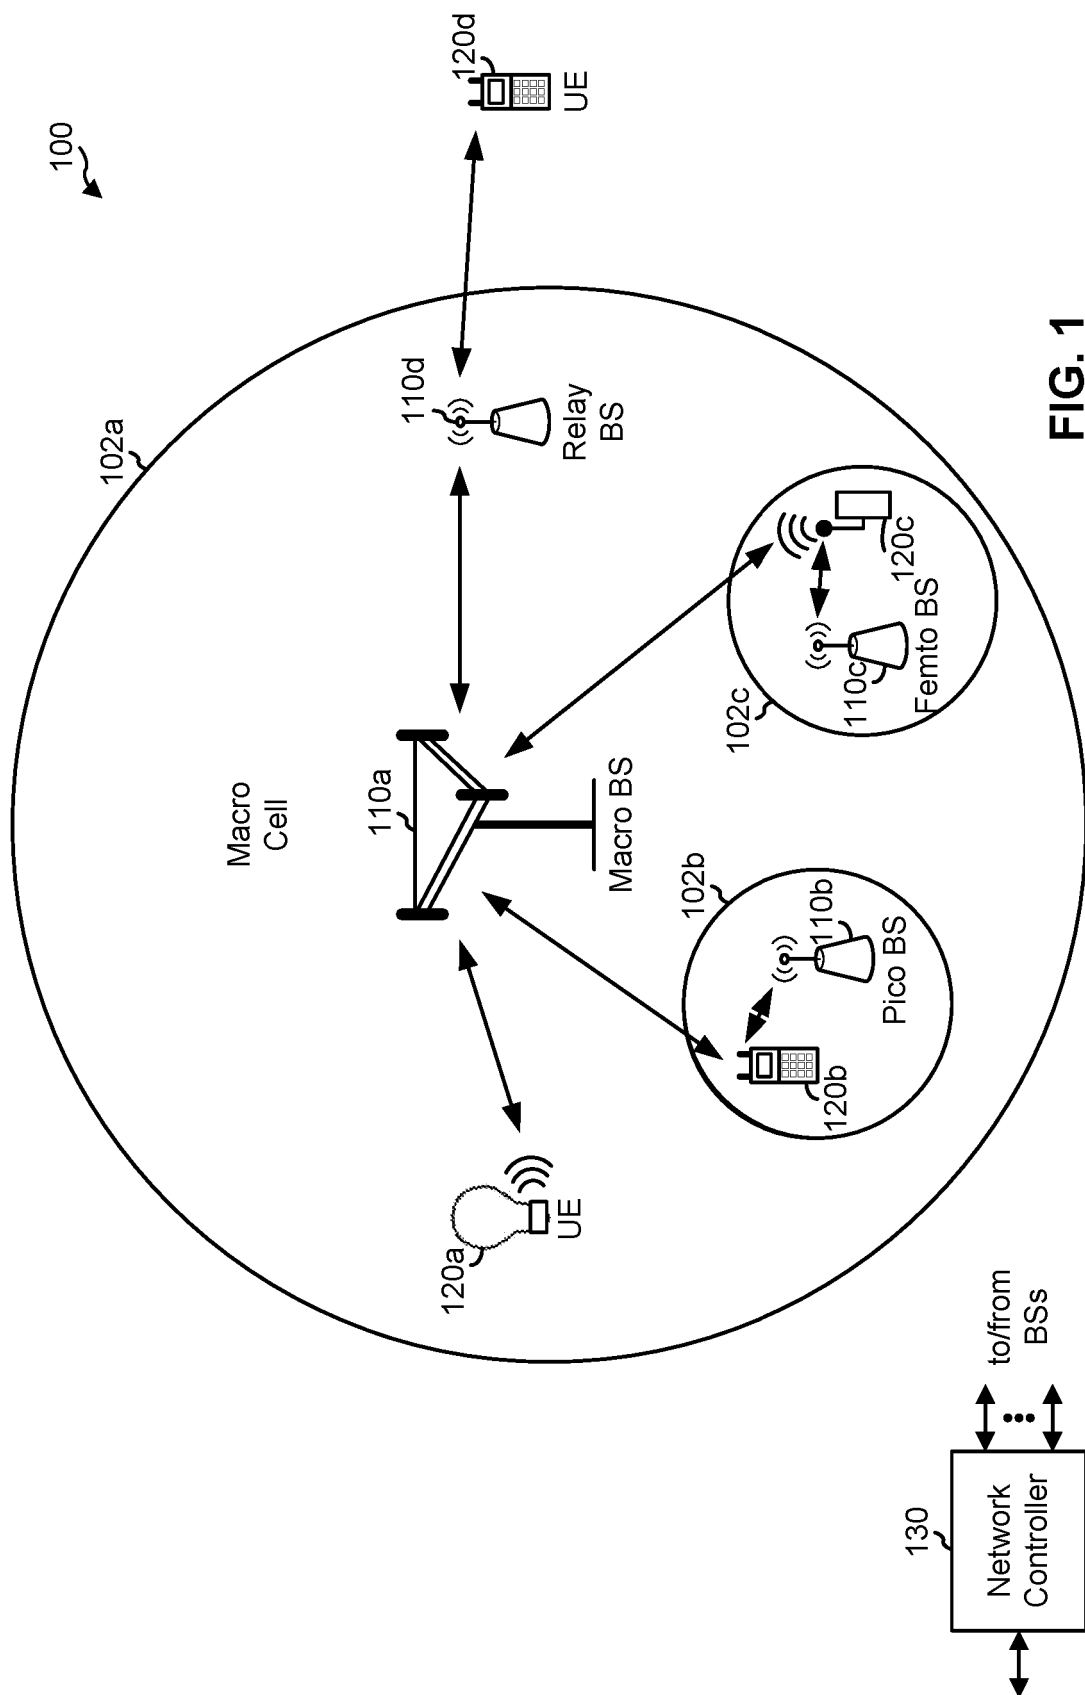 100
102a
120d
UE
110d
Relay
BS
Macro
Cell
110a
Macro BS
120a
UE
102b
110b
Pico BS
120b
102c
110c
Femto BS
120c
130
Network
Controller
to/from
BSs
FIG. 1